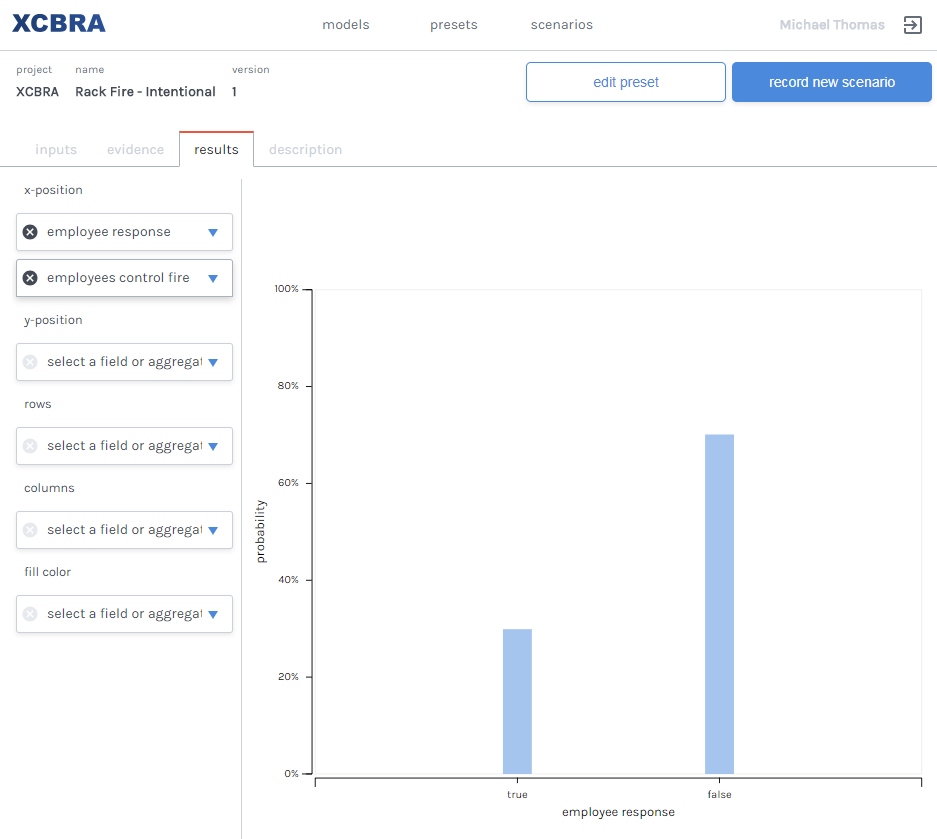 XCBRA
models presets scenarios
Michael Thomas
project name version
XCBRA Rack Fire - Intentional 1
edit preset
record new scenario
inputs evidence results description
x-position
employee response
employees control fire
y-position
select a field or aggregat
rows
select a field or aggregat
columns
select a field or aggregat
fill color
select a field or aggregat
100%
80%
60%
40%
20%
0%
probability
true false
employee response